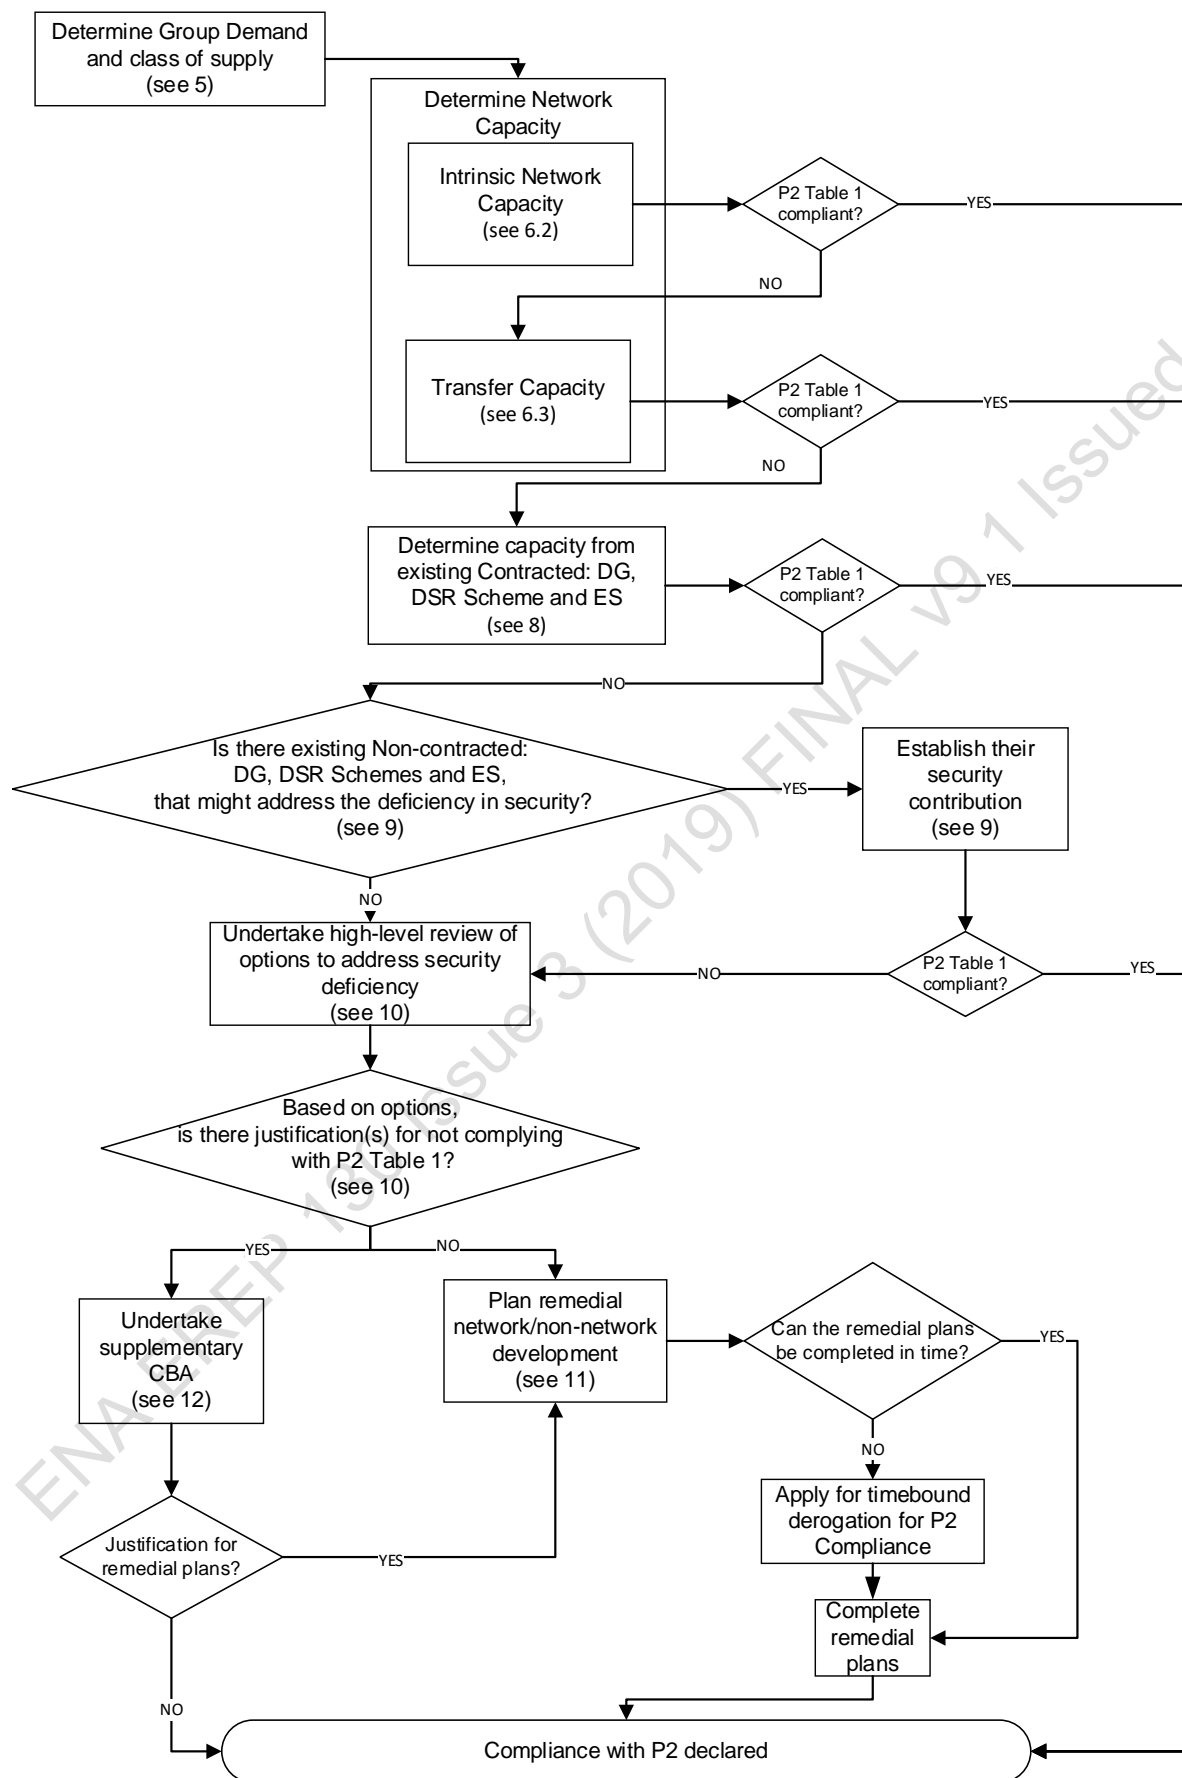 Determine Group Demand
and class of supply
(see 5)
Determine Network
Capacity
Intrinsic Network
Capacity
(see 6.2)
P2 Table 1
compliant?
YES
NO
Transfer Capacity
(see 6.3)
P2 Table 1
compliant?
YES
NO
Determine capacity from
existing Contracted: DG,
DSR Scheme and ES
(see 8)
P2 Table 1
compliant?
YES
NO
Is there existing Non-contracted:
DG, DSR Schemes and ES,
that might address the deficiency in security?
(see 9)
YES
Establish their
security
contribution
(see 9)
NO
Undertake high-level review of
options to address security
deficiency
(see 10)
NO
P2 Table 1
compliant?
YES
Based on options,
is there justification(s) for not complying
with P2 Table 1?
(see 10)
YES
NO
Undertake
supplementary
CBA
(see 12)
Plan remedial
network/non-network
development
(see 11)
Can the remedial plans
be completed in time?
YES
NO
Justification for
remedial plans?
YES
NO
Apply for timebound
derogation for P2
Compliance
Complete
remedial
plans
Compliance with P2 declared
ENA EREP 130 Issue 3 (2019) FINAL v9 1 Issued